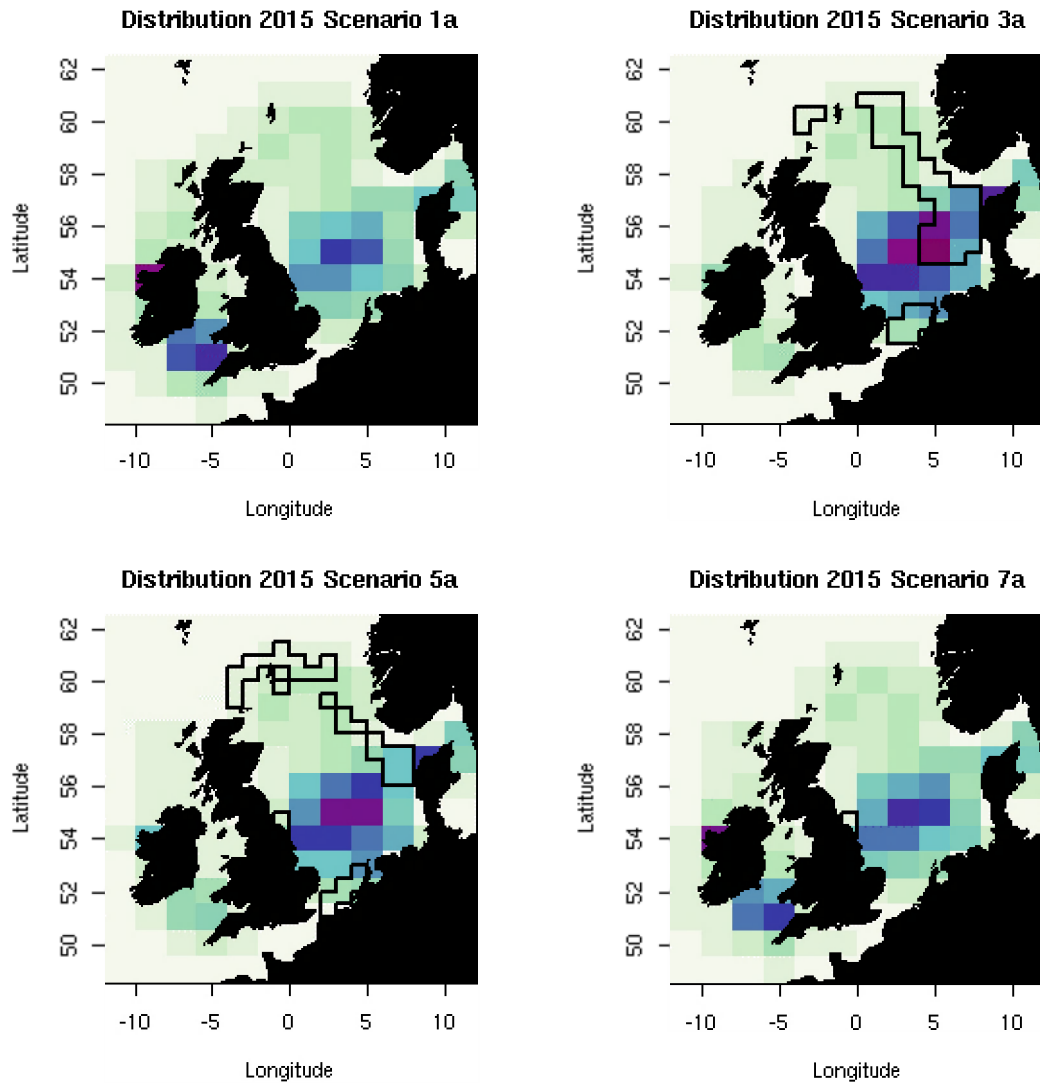 Distribution 2015 Scenario 1a
62
60
58
56
54
52
50
Latitude
-10 -5 0 5 10
Longitude
Distribution 2015 Scenario 3a
62
60
58
56
54
52
50
Latitude
-10 -5 0 5 10
Longitude
Distribution 2015 Scenario 5a
62
60
58
56
54
52
50
Latitude
-10 -5 0 5 10
Longitude
Distribution 2015 Scenario 7a
62
60
58
56
54
52
50
Latitude
-10 -5 0 5 10
Longitude